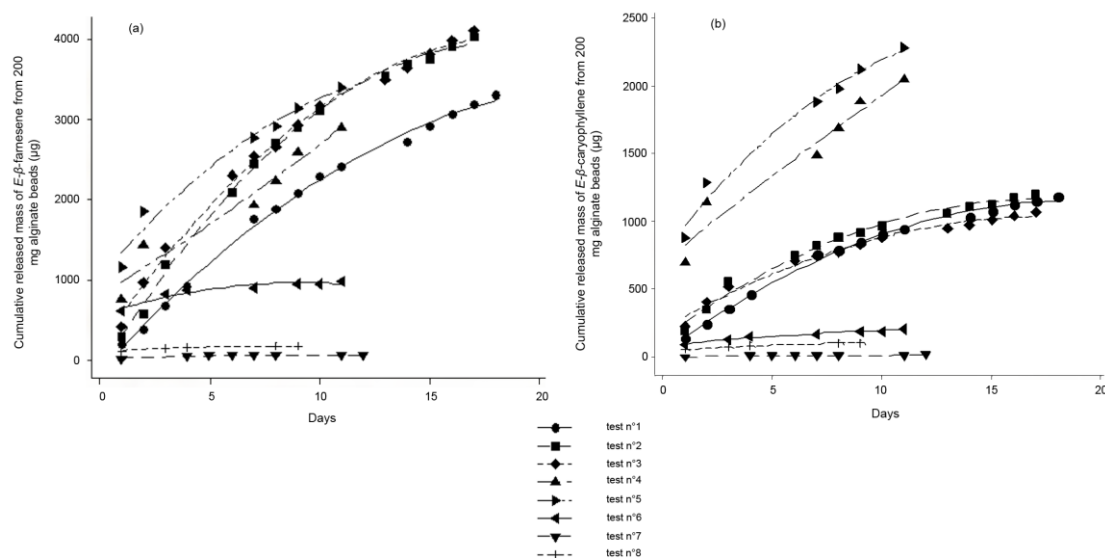 (a)
Cumulative released mass of E-β-farnesene from 200
mg alginate beads (µg)
4000
3000
2000
1000
0
0
5
10
15
20
Days
(b)
Cumulative released mass of E-β-caryophyllene from 200
mg alginate beads (µg)
2500
2000
1500
1000
500
0
0
5
10
15
20
Days
test n°1
test n°2
test n°3
test n°4
test n°5
test n°6
test n°7
test n°8